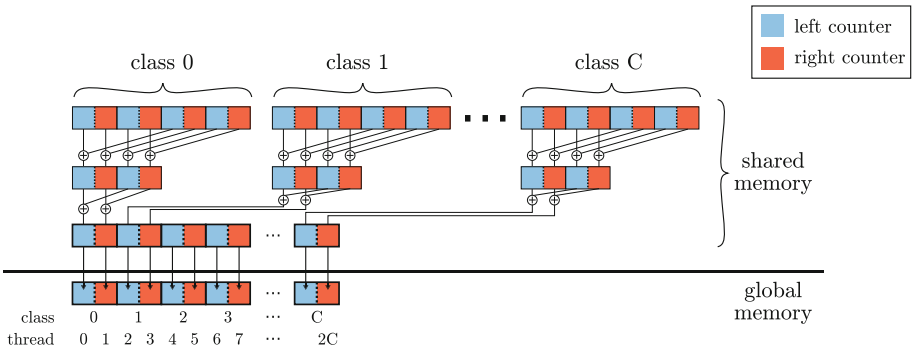 left counter
right counter
class 0
class 1
class C
shared
memory
global
memory
class 0 1 2 3 ... C
thread 0 1 2 3 4 5 6 7 ... 2C